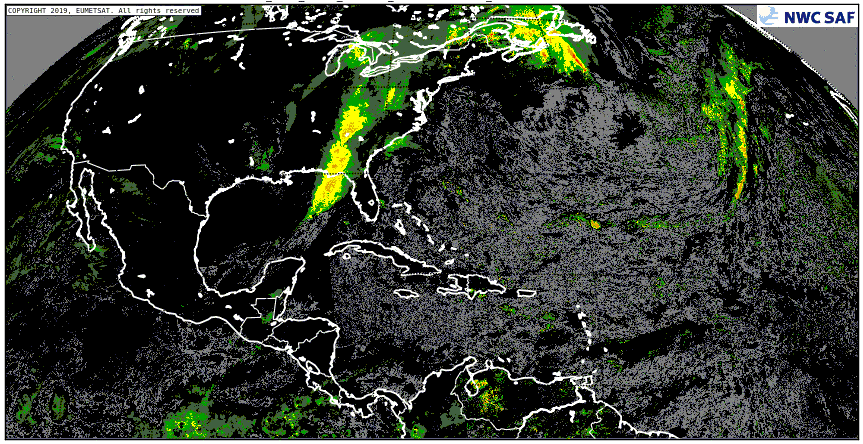 COPYRIGHT 2019, EUMETSAT. All rights reserved
NWC SAF